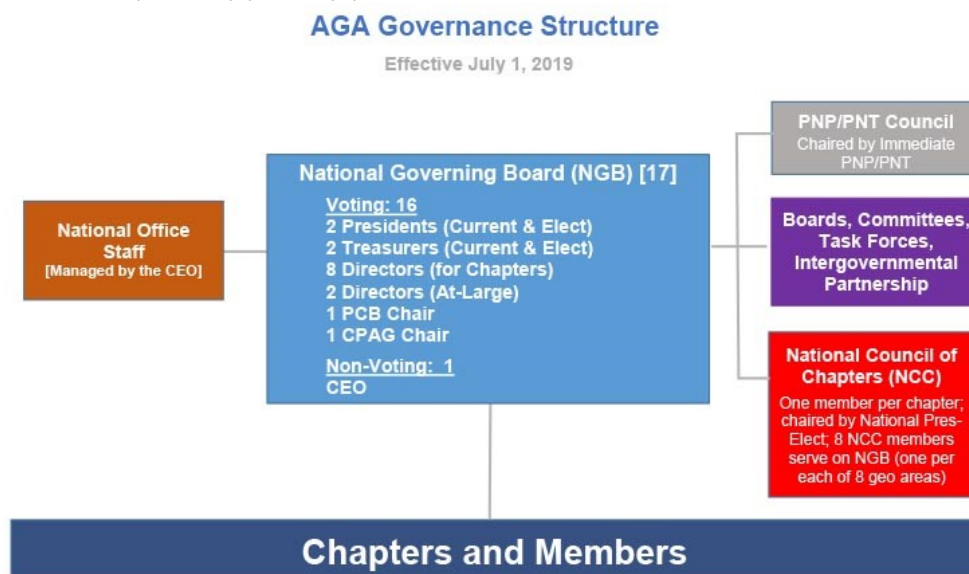 AGA Governance Structure
Effective July 1, 2019
National Office
Staff
[Managed by the CEO]
National Governing Board (NGB) [17]
Voting: 16
2 Presidents (Current & Elect)
2 Treasurers (Current & Elect)
8 Directors (for Chapters)
2 Directors (At-Large)
1 PCB Chair
1 CPAG Chair
Non-Voting: 1
CEO
PNP/PNT Council
Chaired by Immediate
PNP/PNT
Boards, Committees,
Task Forces,
Intergovernmental
Partnership
National Council of
Chapters (NCC)
One member per chapter;
chaired by National Pres-
Elect; 8 NCC members
serve on NGB (one per
each of 8 geo areas)
Chapters and Members